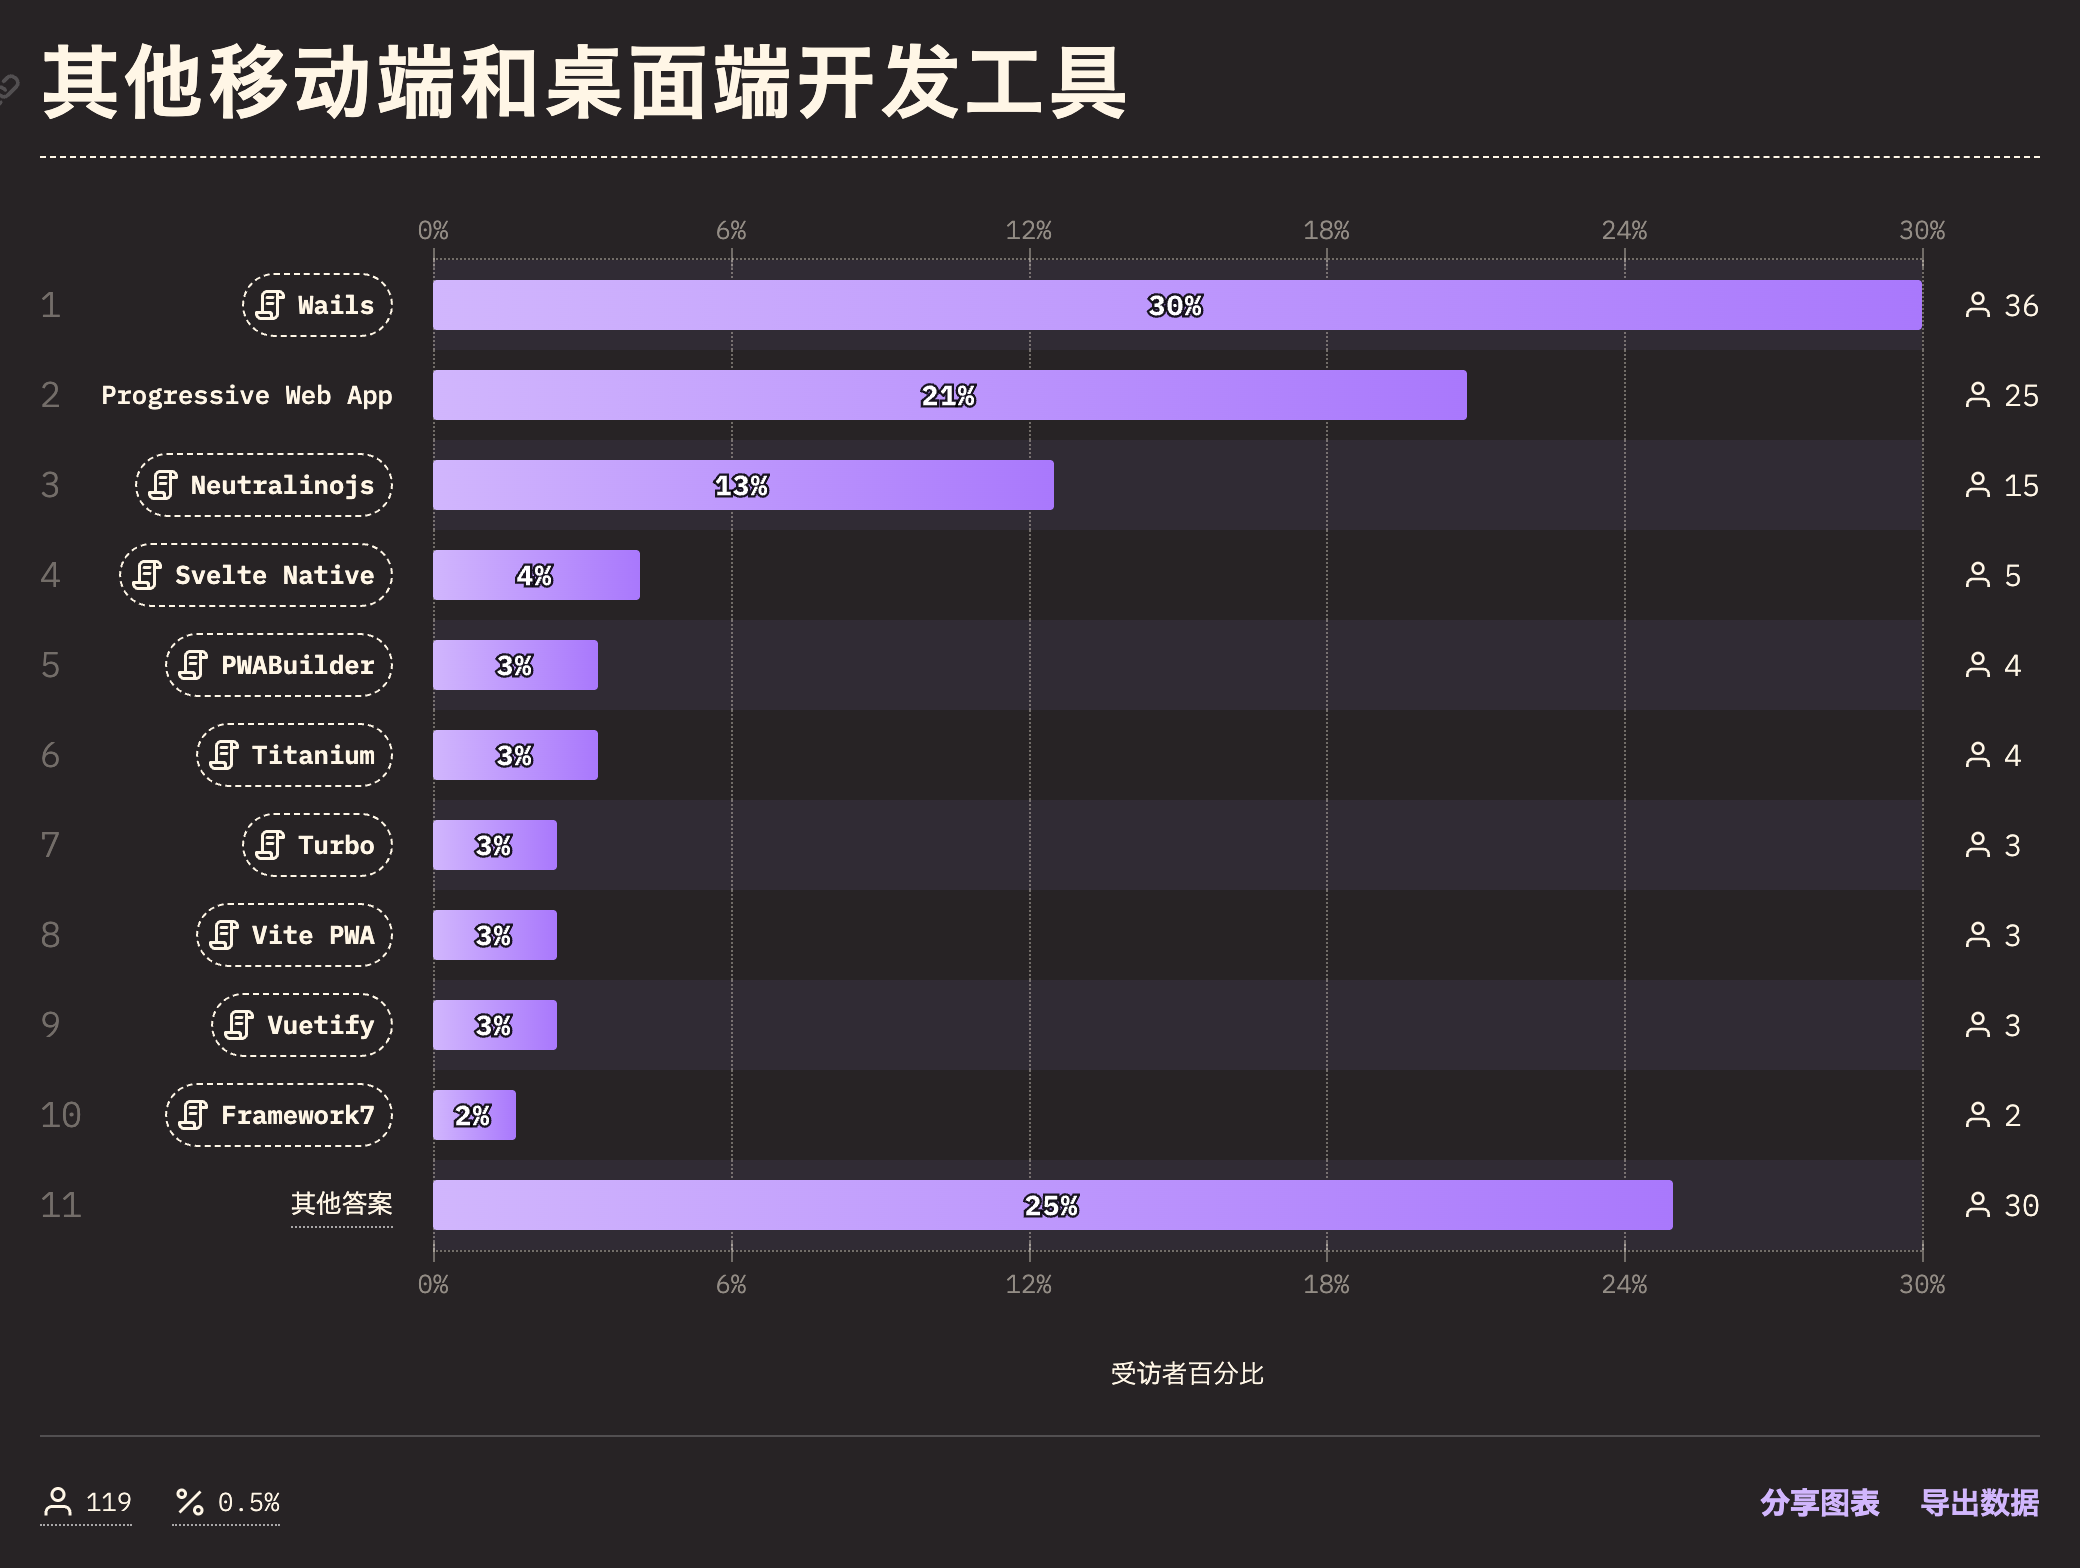 其他移动端和桌面端开发工具
0% 6% 12% 18% 24% 30%
1 Wails 30% 36
2 Progressive Web App 21% 25
3 Neutralinojs 13% 15
4 Svelte Native 4% 5
5 PWABuilder 3% 4
6 Titanium 3% 4
7 Turbo 3% 3
8 Vite PWA 3% 3
9 Vuetify 3% 3
10 Framework7 2% 2
11 其他答案 25% 30
0% 6% 12% 18% 24% 30%
受访者百分比
119 0.5% 分享图表 导出数据